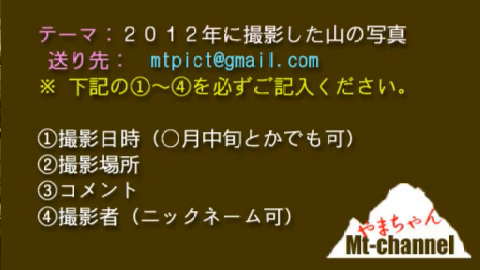 テーマ：２０１２年に撮影した山の写真
送り先：　mtpict@gmail.com
※ 下記の①～④を必ずご記入ください。
①撮影日時（○月中旬とかでも可）
②撮影場所
③コメント
④撮影者（ニックネーム可）
やまちゃん
Mt-channel